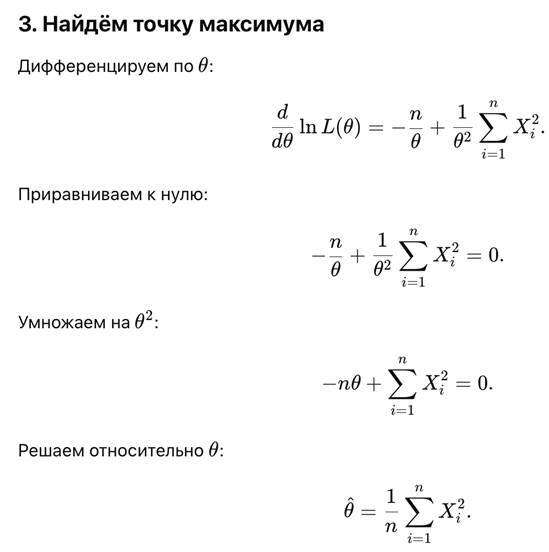 3. Найдём точку максимума
Дифференцируем по θ:
d/dθ ln L(θ) = −n/θ + 1/θ² ∑_{i=1}^{n} X_i².
Приравниваем к нулю:
−n/θ + 1/θ² ∑_{i=1}^{n} X_i² = 0.
Умножаем на θ²:
−nθ + ∑_{i=1}^{n} X_i² = 0.
Решаем относительно θ:
θ̂ = 1/n ∑_{i=1}^{n} X_i².